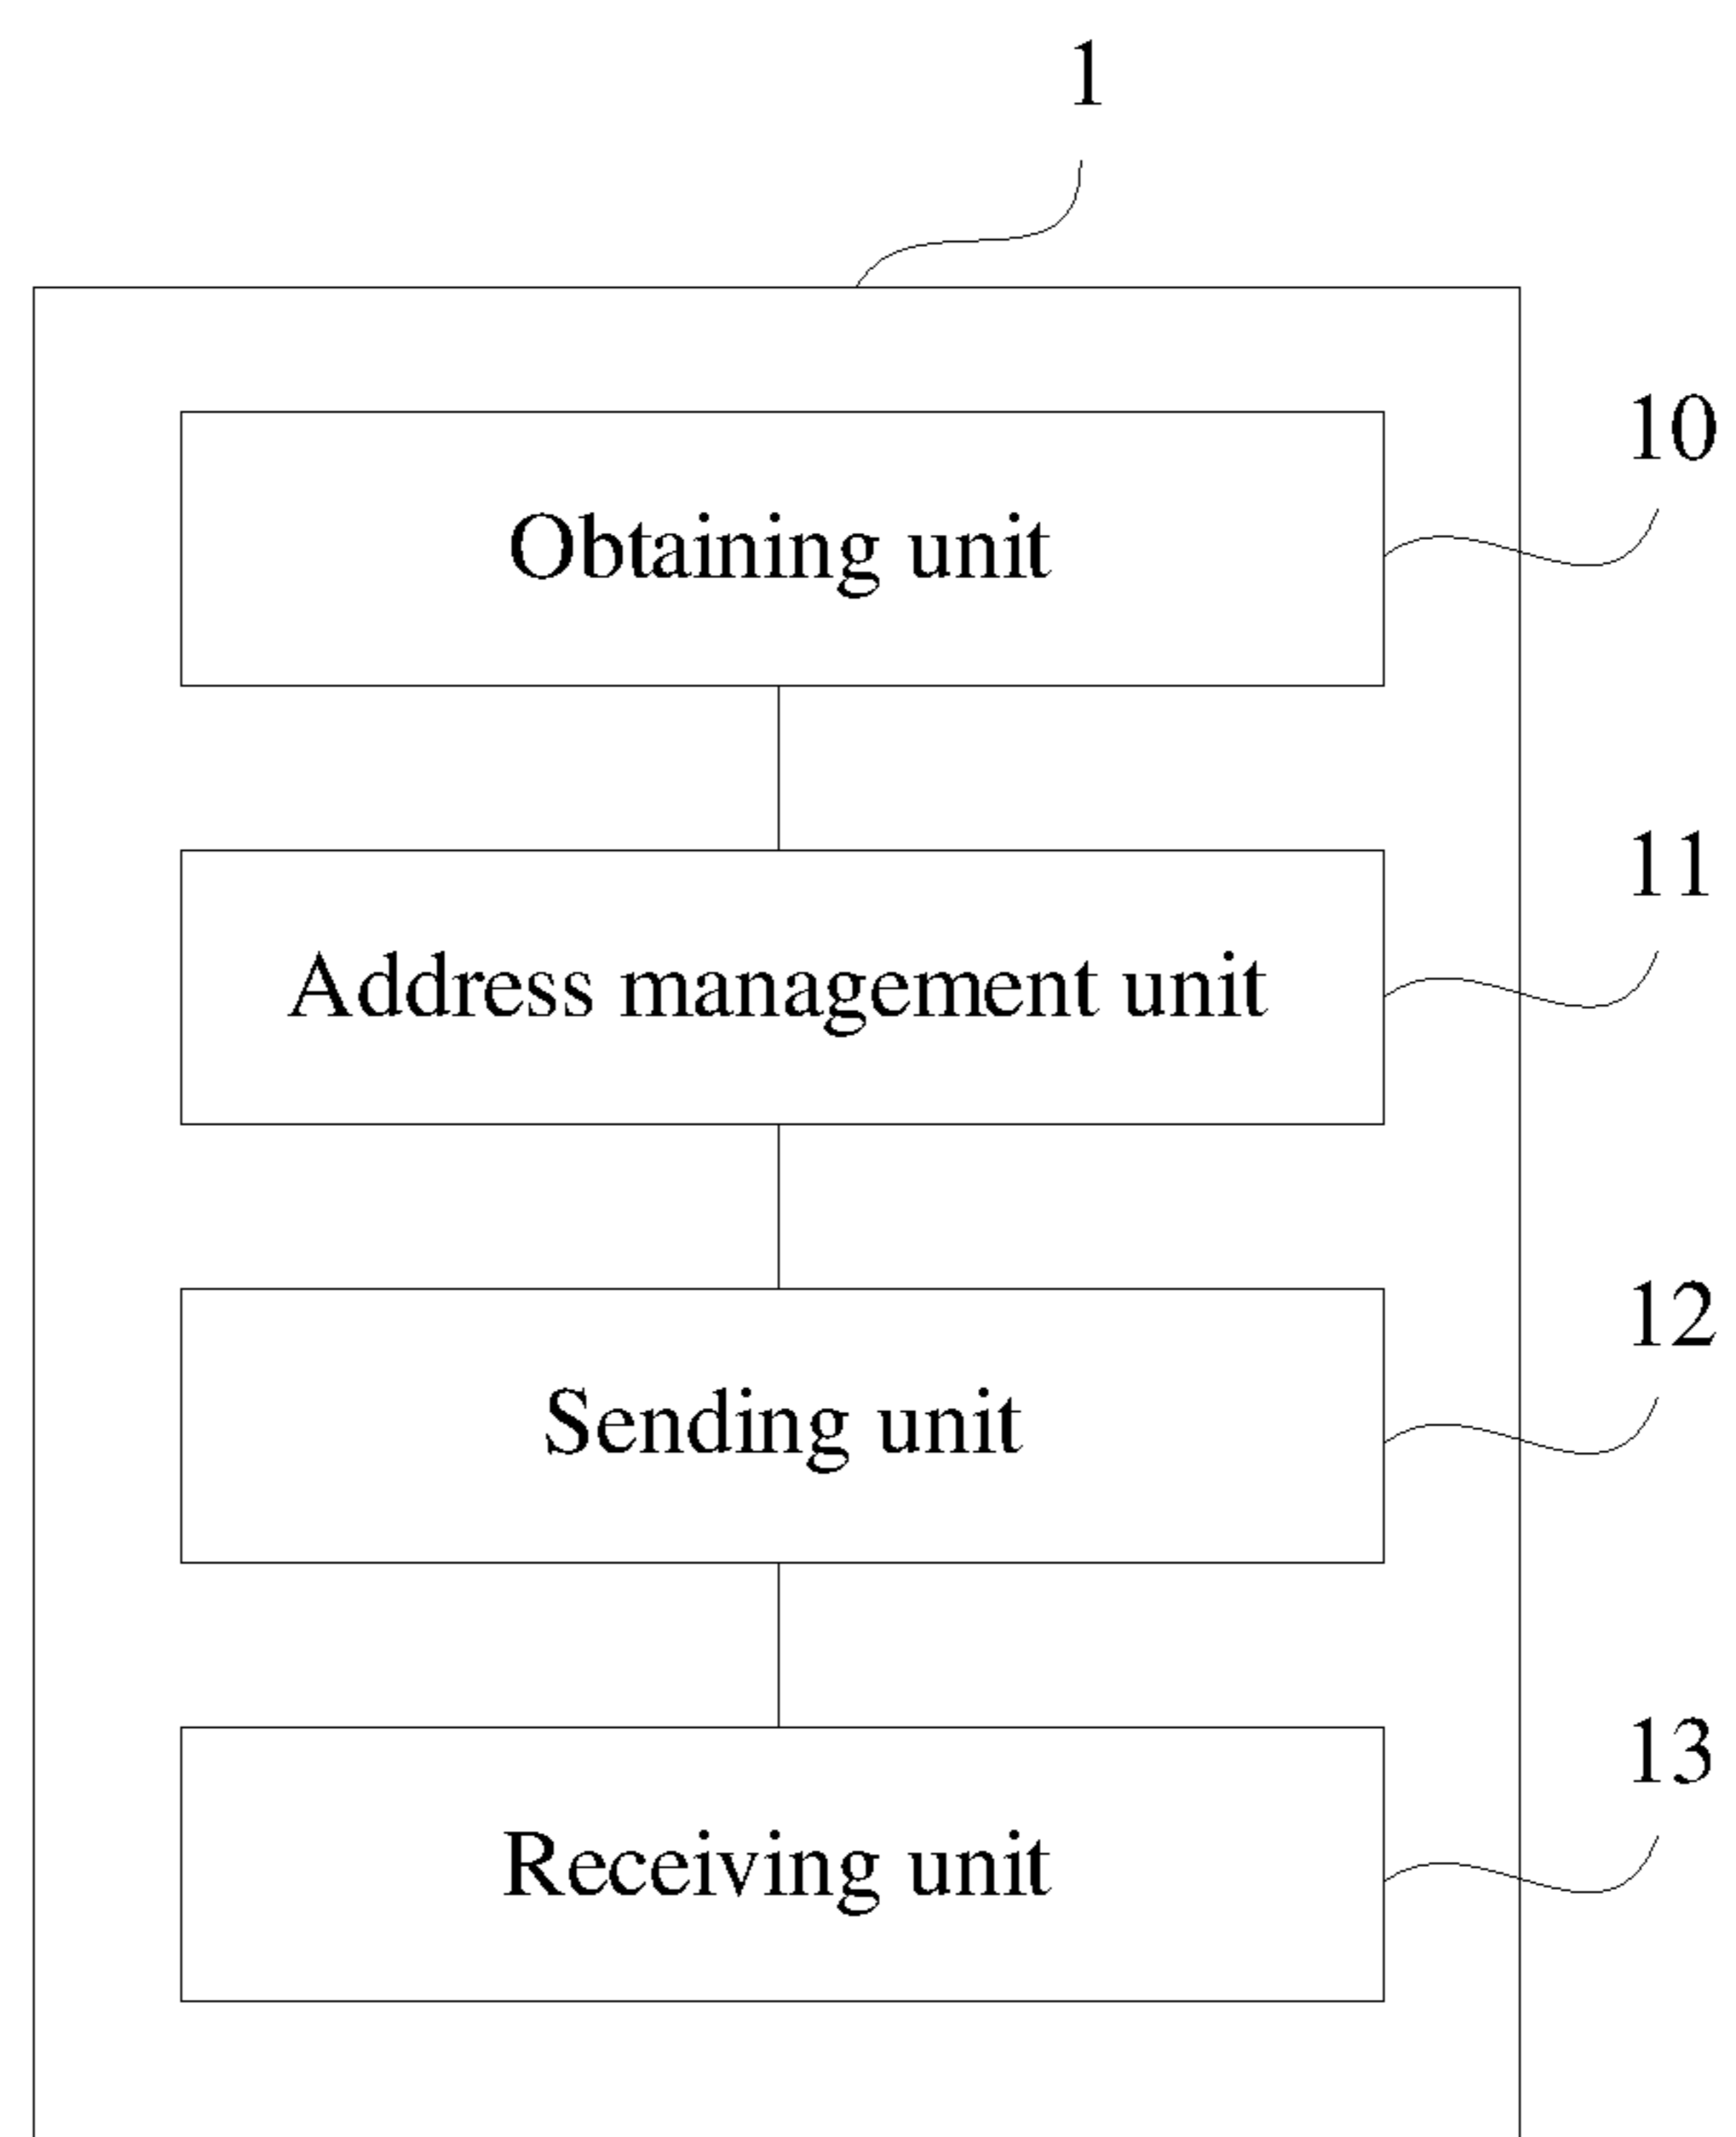 1
10
Obtaining unit
11
Address management unit
12
Sending unit
13
Receiving unit